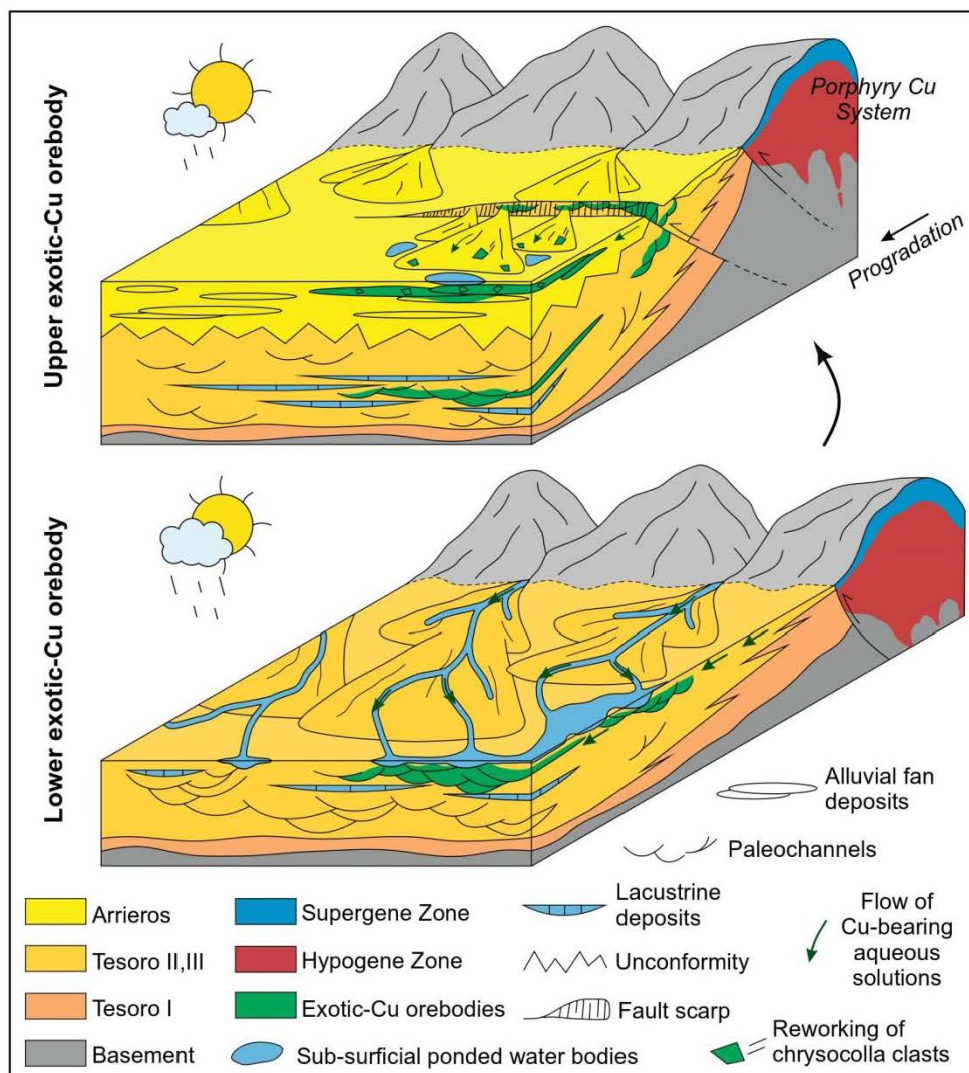 Upper exotic-Cu orebody
Porphyry Cu
System
Progradation
Lower exotic-Cu orebody
Alluvial fan
deposits
Paleochannels
Arrieros
Supergene Zone
Lacustrine
deposits
Flow of
Cu-bearing
aqueous
solutions
Tesoro II,III
Hypogene Zone
Unconformity
Tesoro I
Exotic-Cu orebodies
Fault scarp
Basement
Sub-surficial ponded water bodies
Reworking of
chrysocolla clasts